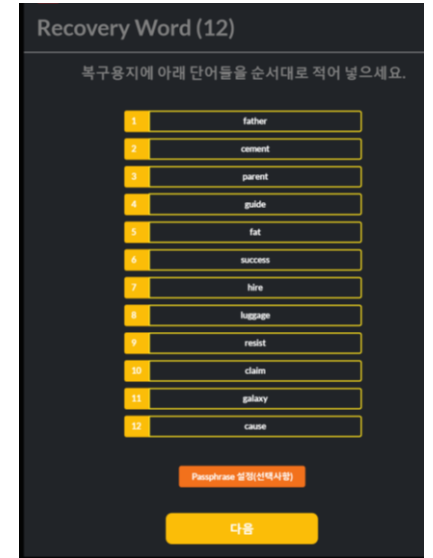 Recovery Word (12)
복구용지에 아래 단어들을 순서대로 적어 넣으세요.
1 father
2 cement
3 parent
4 guide
5 fat
6 success
7 hire
8 luggage
9 resist
10 claim
11 galaxy
12 cause
Passphrase 설정(선택사항)
다음